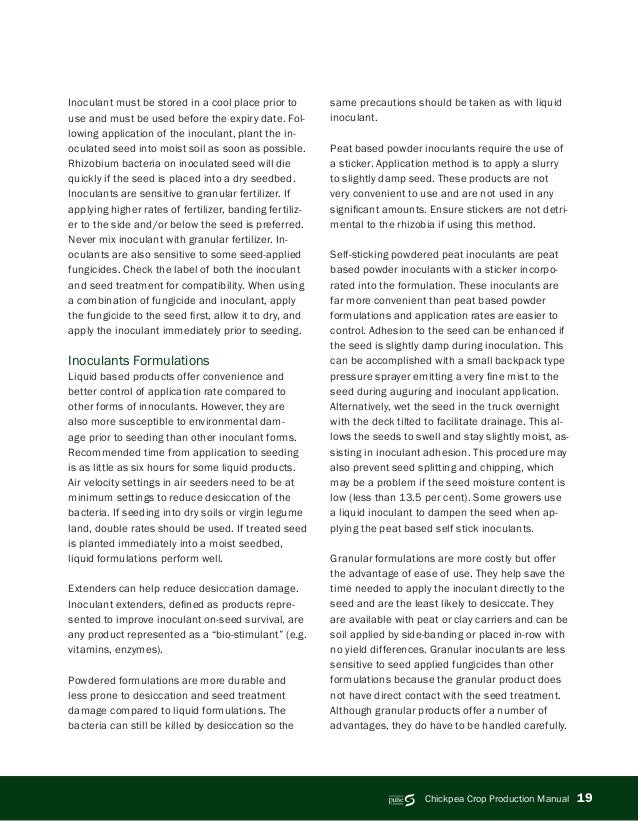 Inoculant must be stored in a cool place prior to
use and must be used before the expiry date. Fol-
lowing application of the inoculant, plant the in-
oculated seed into moist soil as soon as possible.
Rhizobium bacteria on inoculated seed will die
quickly if the seed is placed into a dry seedbed.
Inoculants are sensitive to granular fertilizer. If
applying higher rates of fertilizer, banding fertiliz-
er to the side and/or below the seed is preferred.
Never mix inoculant with granular fertilizer. In-
oculants are also sensitive to some seed-applied
fungicides. Check the label of both the inoculant
and seed treatment for compatibility. When using
a combination of fungicide and inoculant, apply
the fungicide to the seed first, allow it to dry, and
apply the inoculant immediately prior to seeding.
Inoculants Formulations
Liquid based products offer convenience and
better control of application rate compared to
other forms of innoculants. However, they are
also more susceptible to environmental dam-
age prior to seeding than other inoculant forms.
Recommended time from application to seeding
is as little as six hours for some liquid products.
Air velocity settings in air seeders need to be at
minimum settings to reduce desiccation of the
bacteria. If seeding into dry soils or virgin legume
land, double rates should be used. If treated seed
is planted immediately into a moist seedbed,
liquid formulations perform well.
Extenders can help reduce desiccation damage.
Inoculant extenders, defined as products repre-
sented to improve inoculant on-seed survival, are
any product represented as a “bio-stimulant” (e.g.
vitamins, enzymes).
Powdered formulations are more durable and
less prone to desiccation and seed treatment
damage compared to liquid formulations. The
bacteria can still be killed by desiccation so the
same precautions should be taken as with liquid
inoculant.
Peat based powder inoculants require the use of
a sticker. Application method is to apply a slurry
to slightly damp seed. These products are not
very convenient to use and are not used in any
significant amounts. Ensure stickers are not detri-
mental to the rhizobia if using this method.
Self-sticking powdered peat inoculants are peat
based powder inoculants with a sticker incorpo-
rated into the formulation. These inoculants are
far more convenient than peat based powder
formulations and application rates are easier to
control. Adhesion to the seed can be enhanced if
the seed is slightly damp during inoculation. This
can be accomplished with a small backpack type
pressure sprayer emitting a very fine mist to the
seed during auguring and inoculant application.
Alternatively, wet the seed in the truck overnight
with the deck tilted to facilitate drainage. This al-
lows the seeds to swell and stay slightly moist, as-
sisting in inoculant adhesion. This procedure may
also prevent seed splitting and chipping, which
may be a problem if the seed moisture content is
low (less than 13.5 per cent). Some growers use
a liquid inoculant to dampen the seed when ap-
plying the peat based self stick inoculants.
Granular formulations are more costly but offer
the advantage of ease of use. They help save the
time needed to apply the inoculant directly to the
seed and are the least likely to desiccate. They
are available with peat or clay carriers and can be
soil applied by side-banding or placed in-row with
no yield differences. Granular inoculants are less
sensitive to seed applied fungicides than other
formulations because the granular product does
not have direct contact with the seed treatment.
Although granular products offer a number of
advantages, they do have to be handled carefully.
pulse Chickpea Crop Production Manual 19